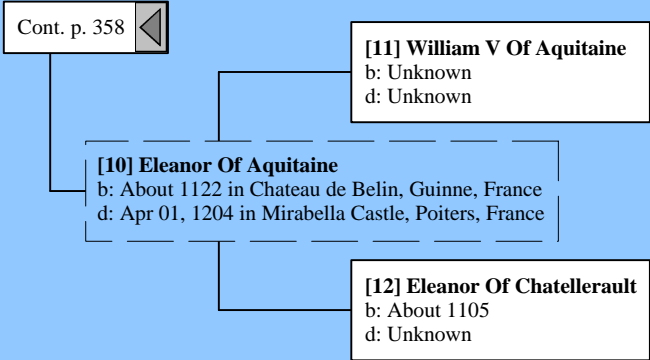 Cont. p. 358
[11] William V Of Aquitaine
b: Unknown
d: Unknown
[10] Eleanor Of Aquitaine
b: About 1122 in Chateau de Belin, Guinne, France
d: Apr 01, 1204 in Mirabella Castle, Poiters, France
[12] Eleanor Of Chatellerault
b: About 1105
d: Unknown